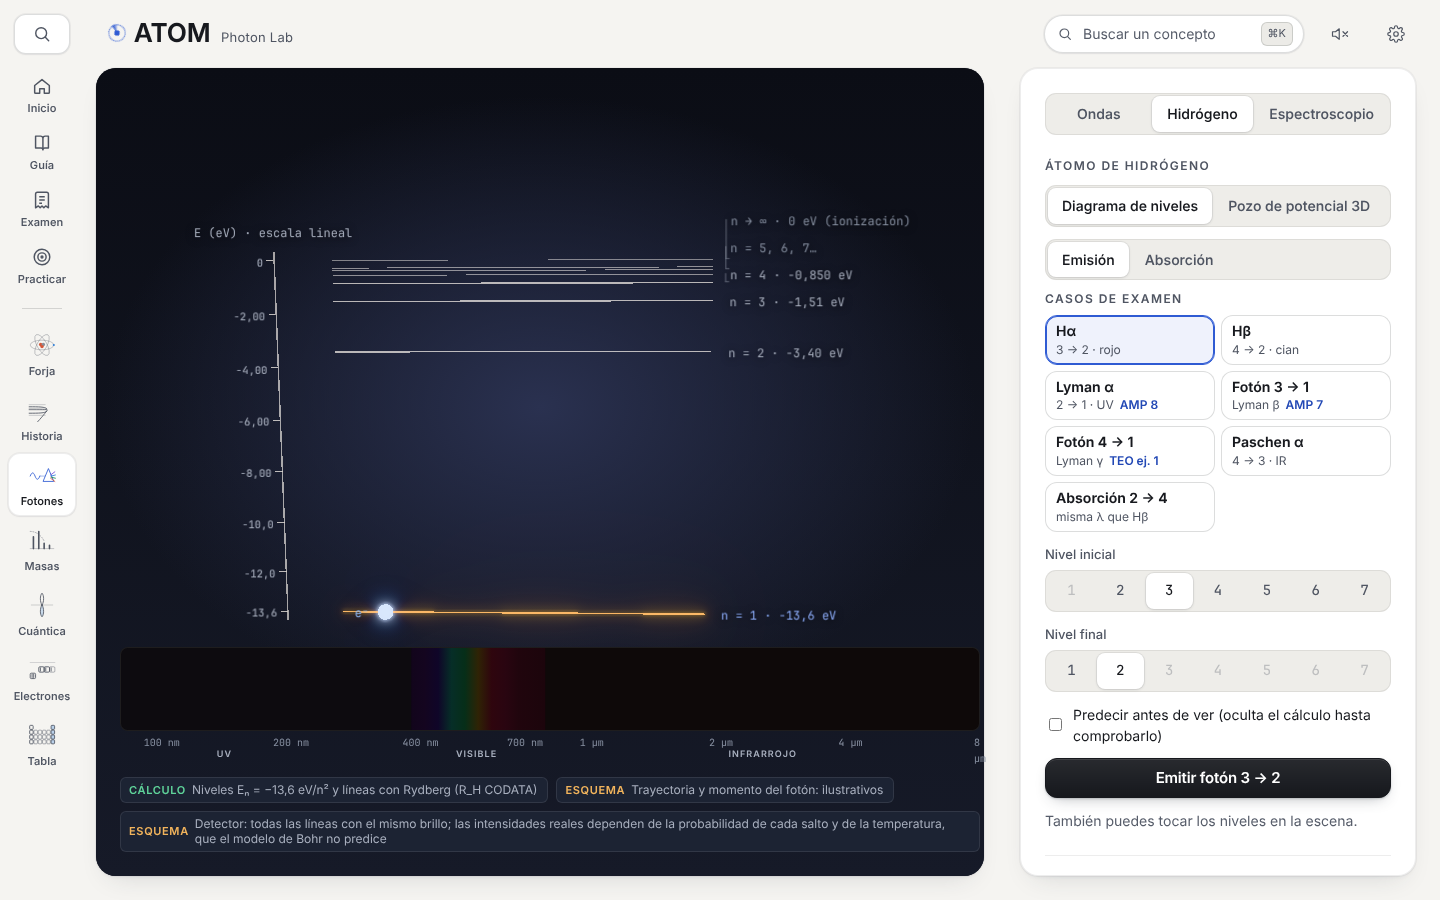 ATOM Photon Lab
Buscar un concepto ⌘K
Inicio
Guía
Examen
Practicar
Forja
Historia
Fotones
Masas
Cuántica
Electrones
Tabla
E (eV) · escala lineal
0
-2,00
-4,00
-6,00
-8,00
-10,0
-12,0
-13,6
n → ∞ · 0 eV (ionización)
n = 5, 6, 7…
n = 4 · -0,850 eV
n = 3 · -1,51 eV
n = 2 · -3,40 eV
n = 1 · -13,6 eV
e⁻
100 nm 200 nm 400 nm 700 nm 1 µm 2 µm 4 µm 8 µm
UV VISIBLE INFRARROJO
CÁLCULO Niveles Eₙ = −13,6 eV/n² y líneas con Rydberg (R_H CODATA)
ESQUEMA Trayectoria y momento del fotón: ilustrativos
ESQUEMA Detector: todas las líneas con el mismo brillo; las intensidades reales dependen de la probabilidad de cada salto y de la temperatura,
que el modelo de Bohr no predice
Ondas Hidrógeno Espectroscopio
ÁTOMO DE HIDRÓGENO
Diagrama de niveles Pozo de potencial 3D
Emisión Absorción
CASOS DE EXAMEN
Hα
3 → 2 · rojo
Hβ
4 → 2 · cian
Lyman α
2 → 1 · UV AMP 8
Fotón 3 → 1
Lyman β AMP 7
Fotón 4 → 1
Lyman γ TEO ej. 1
Paschen α
4 → 3 · IR
Absorción 2 → 4
misma λ que Hβ
Nivel inicial
1 2 3 4 5 6 7
Nivel final
1 2 3 4 5 6 7
Predecir antes de ver (oculta el cálculo hasta
comprobarlo)
Emitir fotón 3 → 2
También puedes tocar los niveles en la escena.